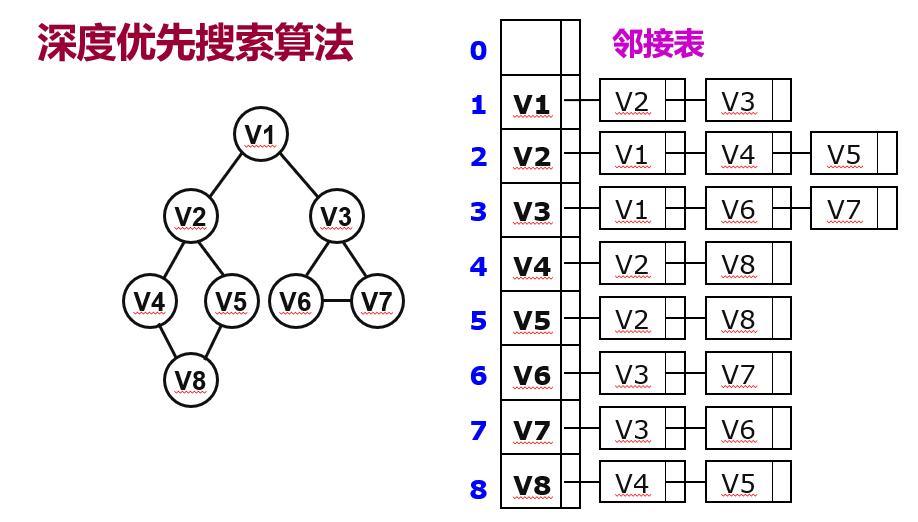 深度优先搜索算法
邻接表
V1
V2 V3
V4 V5 V6 V7
V8
0
1 V1 V2 V3
2 V2 V1 V4 V5
3 V3 V1 V6 V7
4 V4 V2 V8
5 V5 V2 V8
6 V6 V3 V7
7 V7 V3 V6
8 V8 V4 V5